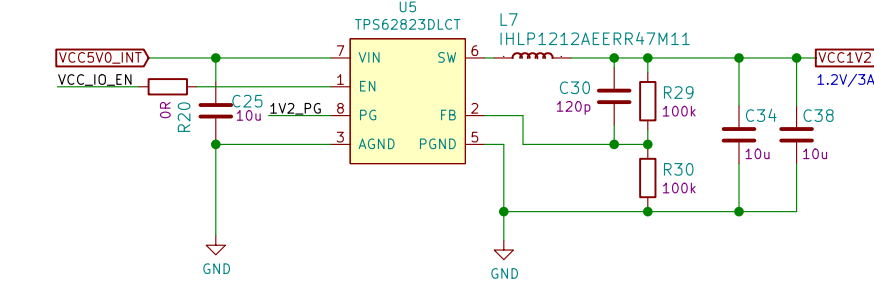 U5
TPS62823DLCT
L7
IHLP1212AEERR47M11
VCC5V0_INT
7
VIN
SW
6
VCC1V2
VCC_IO_EN
1
EN
C30
120p
R29
100k
1.2V/3A
0R
R20
C25
10u
1V2_PG
8
PG
FB
2
C34
10u
C38
10u
3
AGND
PGND
5
R30
100k
GND
GND